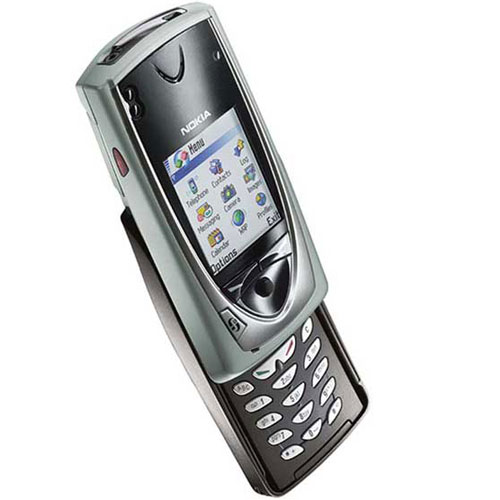 NOKIA
Menu
Telephone Contacts Log
Messaging Camera Images
Calendar WAP Profiles
Options Exit